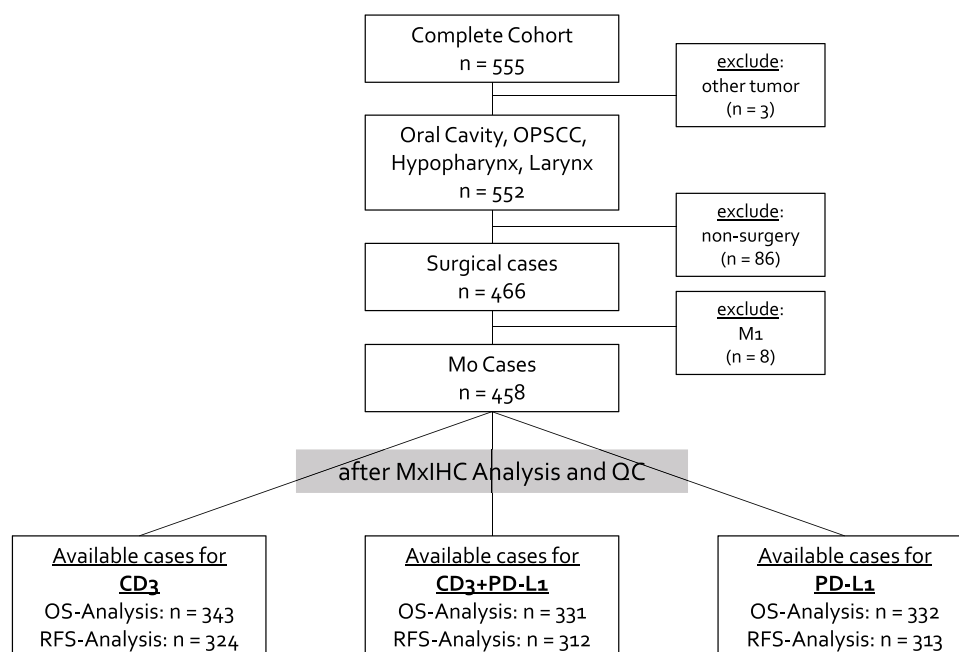 Complete Cohort
n = 555
exclude:
other tumor
(n = 3)
Oral Cavity, OPSCC,
Hypopharynx, Larynx
n = 552
exclude:
non-surgery
(n = 86)
Surgical cases
n = 466
exclude:
M1
(n = 8)
M0 Cases
n = 458
after MxIHC Analysis and QC
Available cases for
CD3
OS-Analysis: n = 343
RFS-Analysis: n = 324
Available cases for
CD3+PD-L1
OS-Analysis: n = 331
RFS-Analysis: n = 312
Available cases for
PD-L1
OS-Analysis: n = 332
RFS-Analysis: n = 313